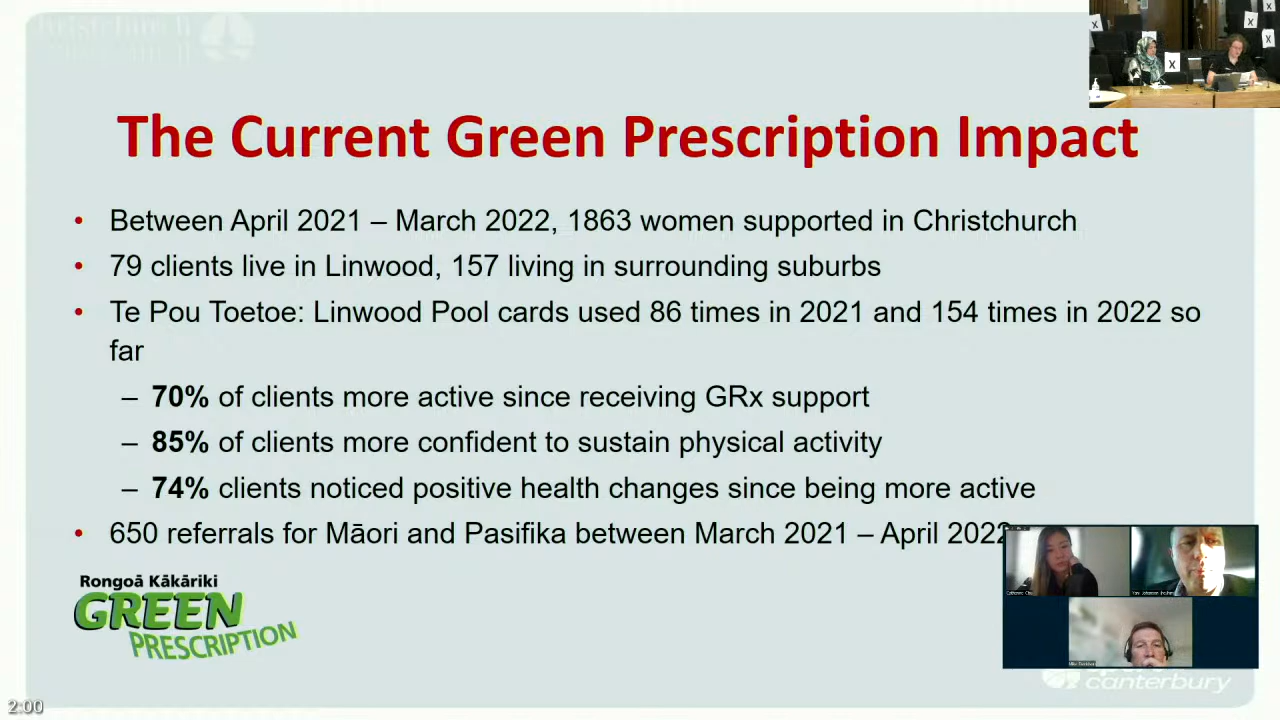 The Current Green Prescription Impact
• Between April 2021 – March 2022, 1863 women supported in Christchurch
• 79 clients live in Linwood, 157 living in surrounding suburbs
• Te Pou Toetoe: Linwood Pool cards used 86 times in 2021 and 154 times in 2022 so
far
– 70% of clients more active since receiving GRx support
– 85% of clients more confident to sustain physical activity
– 74% clients noticed positive health changes since being more active
• 650 referrals for Māori and Pasifika between March 2021 – April 2022
Rongoā Kākāriki
GREEN
PRESCRIPTION
canterbury
2:00
X
X
X
X
X